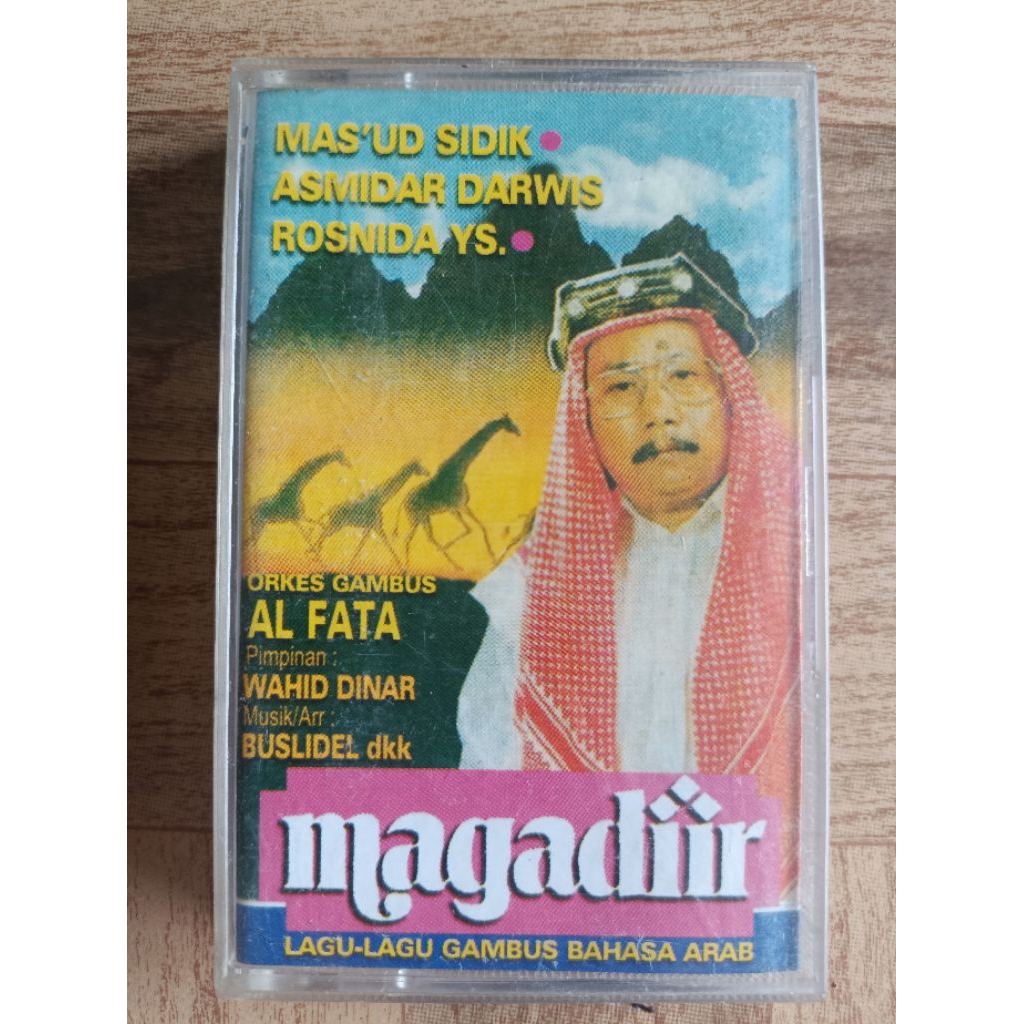 MAS'UD SIDIK
ASMIDAR DARWIS
ROSNIDA YS.
ORKES GAMBUS
AL FATA
Pimpinan :
WAHID DINAR
Musik/Arr :
BUSLIDEL dkk
magadiir
LAGU-LAGU GAMBUS BAHASA ARAB